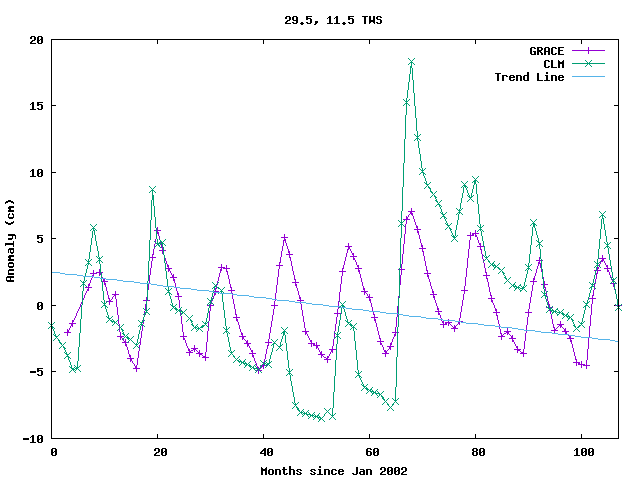 29.5, 11.5 TWS
20
15
10
5
0
-5
-10
Anomaly (cm)
GRACE
CLM
Trend Line
0 20 40 60 80 100
Months since Jan 2002